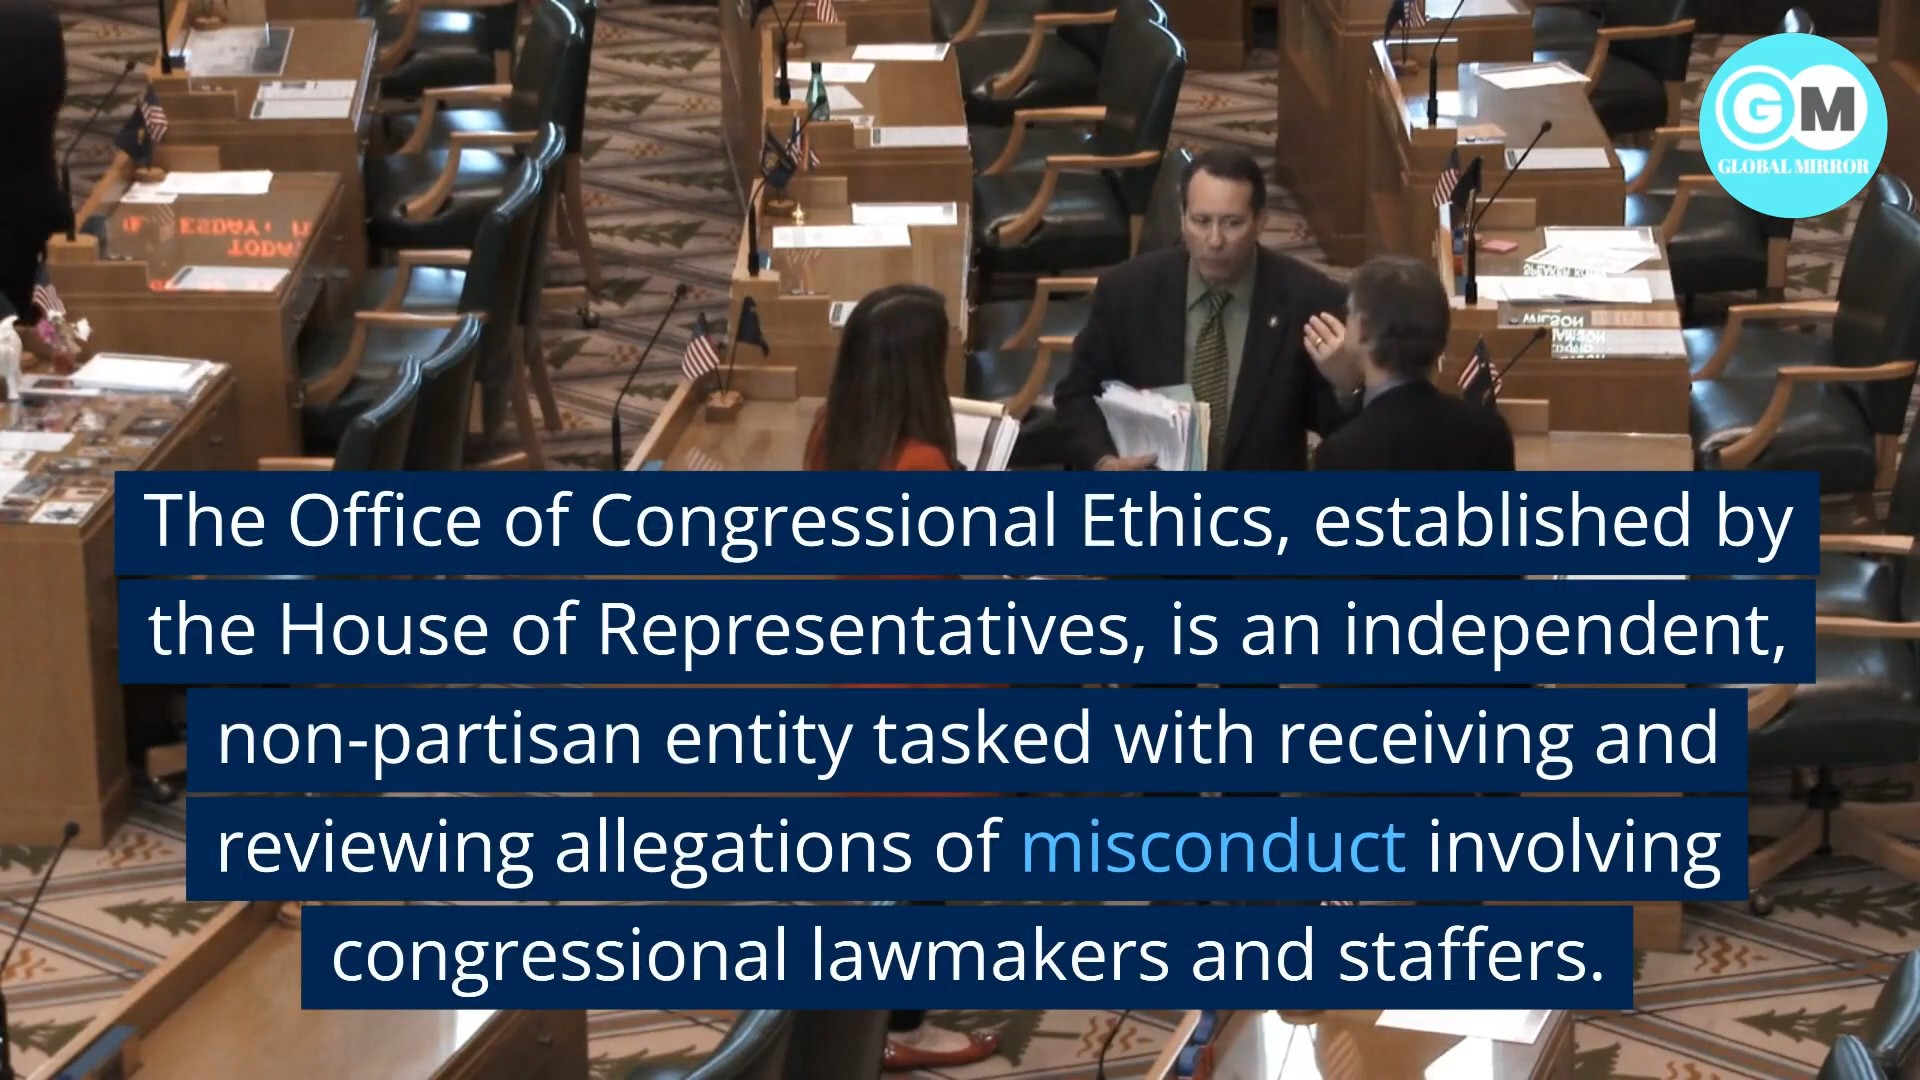 GM
GLOBAL MIRROR
The Office of Congressional Ethics, established by
the House of Representatives, is an independent,
non-partisan entity tasked with receiving and
reviewing allegations of misconduct involving
congressional lawmakers and staffers.
WILSON